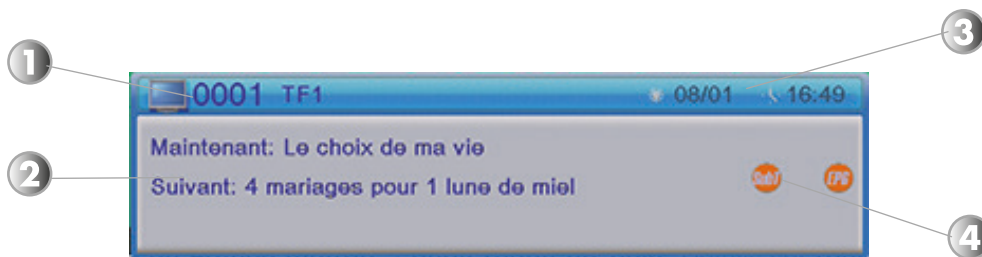 3
1
0001 TF1 08/01 16:49
Maintenant: Le choix de ma vie
2
Suivant: 4 mariages pour 1 lune de miel SubT EPG
4